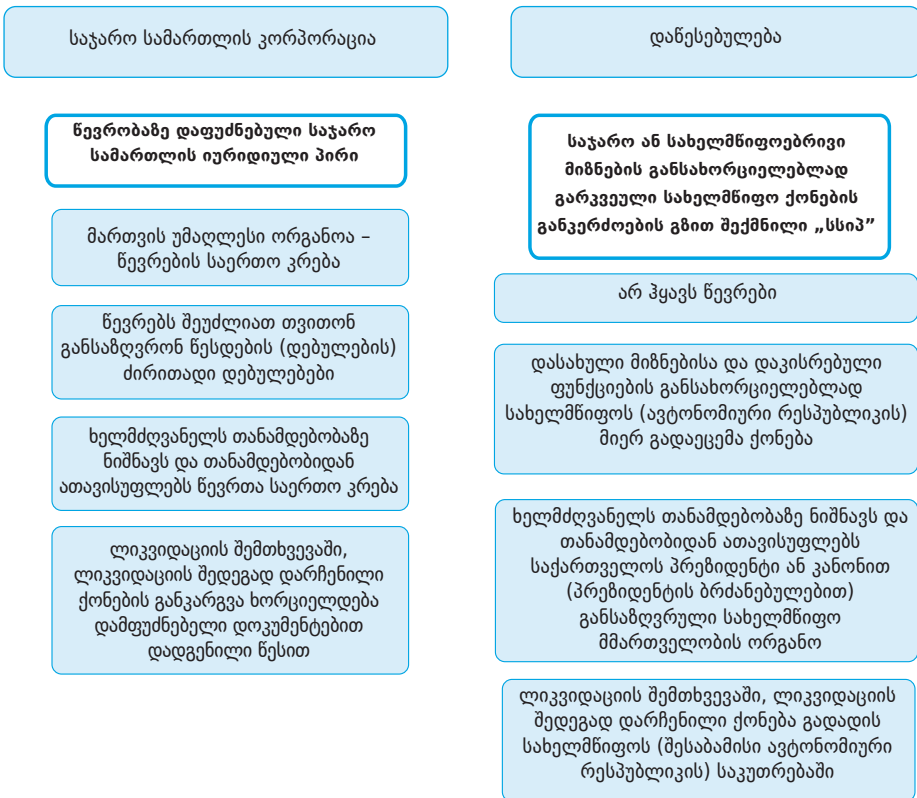 საჯარო სამართლის კორპორაცია
წევრობაზე დაფუძნებული საჯარო
სამართლის იურიდიული პირი
მართვის უმაღლესი ორგანოა –
წევრების საერთო კრება
წევრებს შეუძლიათ თვითონ
განსაზღვრონ წესდების (დებულების)
ძირითადი დებულებები
ხელმძღვანელს თანამდებობაზე
ნიშნავს და თანამდებობიდან
ათავისუფლებს წევრთა საერთო კრება
ლიკვიდაციის შემთხვევაში,
ლიკვიდაციის შედეგად დარჩენილი
ქონების განკარგვა ხორციელდება
დამფუძნებელი დოკუმენტებით
დადგენილი წესით
დაწესებულება
საჯარო ან სახელმწიფოებრივი
მიზნების განსახორციელებლად
გარკვეული სახელმწიფო ქონების
განკერძოების გზით შექმნილი „სსიპ”
არ ჰყავს წევრები
დასახული მიზნებისა და დაკისრებული
ფუნქციების განსახორციელებლად
სახელმწიფოს (ავტონომიური რესპუბლიკის)
მიერ გადაეცემა ქონება
ხელმძღვანელს თანამდებობაზე ნიშნავს და
თანამდებობიდან ათავისუფლებს
საქართველოს პრეზიდენტი ან კანონით
(პრეზიდენტის ბრძანებულებით)
განსაზღვრული სახელმწიფო
მმართველობის ორგანო
ლიკვიდაციის შემთხვევაში, ლიკვიდაციის
შედეგად დარჩენილი ქონება გადადის
სახელმწიფოს (შესაბამისი ავტონომიური
რესპუბლიკის) საკუთრებაში